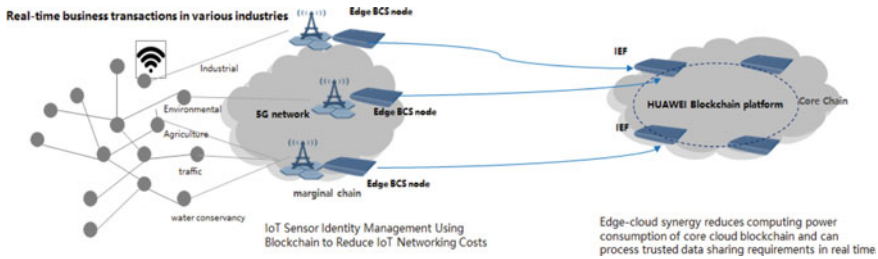 Real-time business transactions in various industries
Edge BCS node
Industrial
Environmental
Agriculture
traffic
water conservancy
5G network
Edge BCS node
Edge BCS node
marginal chain
IoT Sensor Identity Management Using
Blockchain to Reduce IoT Networking Costs
IEF
HUAWEI Blockchain platform
Core Chain
IEF
Edge-cloud synergy reduces computing power
consumption of core cloud blockchain and can
process trusted data sharing requirements in real time.